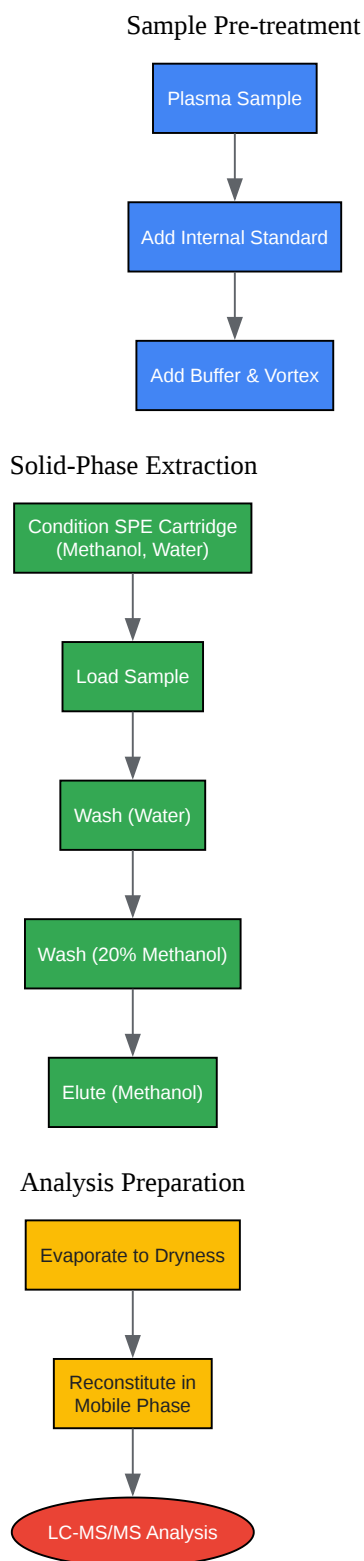 Sample Pre-treatment
Plasma Sample
Add Internal Standard
Add Buffer & Vortex
Solid-Phase Extraction
Condition SPE Cartridge
(Methanol, Water)
Load Sample
Wash (Water)
Wash (20% Methanol)
Elute (Methanol)
Analysis Preparation
Evaporate to Dryness
Reconstitute in
Mobile Phase
LC-MS/MS Analysis